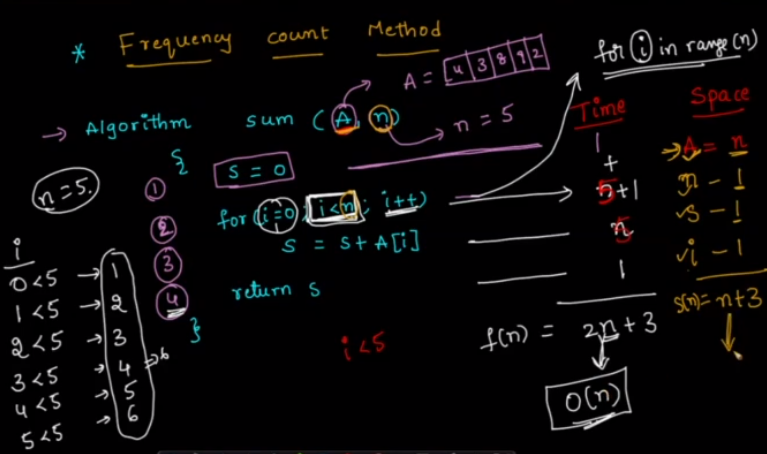 * Frequency count Method
for i in range(n)
A = 4 3 8 9 2
→ Algorithm sum (A, n)
n = 5
Time
Space
{
n = 5.
① s = 0
1
A = n
+
② for (i=0; i<n; i++)
n+1
n - 1
③ s = s + A[i]
n
s - 1
④ return s
1
i - 1
}
f(n) = 2n + 3
s(n) = n+3
O(n)
i < 5
i
0 < 5 → 1
1 < 5 → 2
2 < 5 → 3
3 < 5 → 4 → 6
4 < 5 → 5
5 < 5 → 6